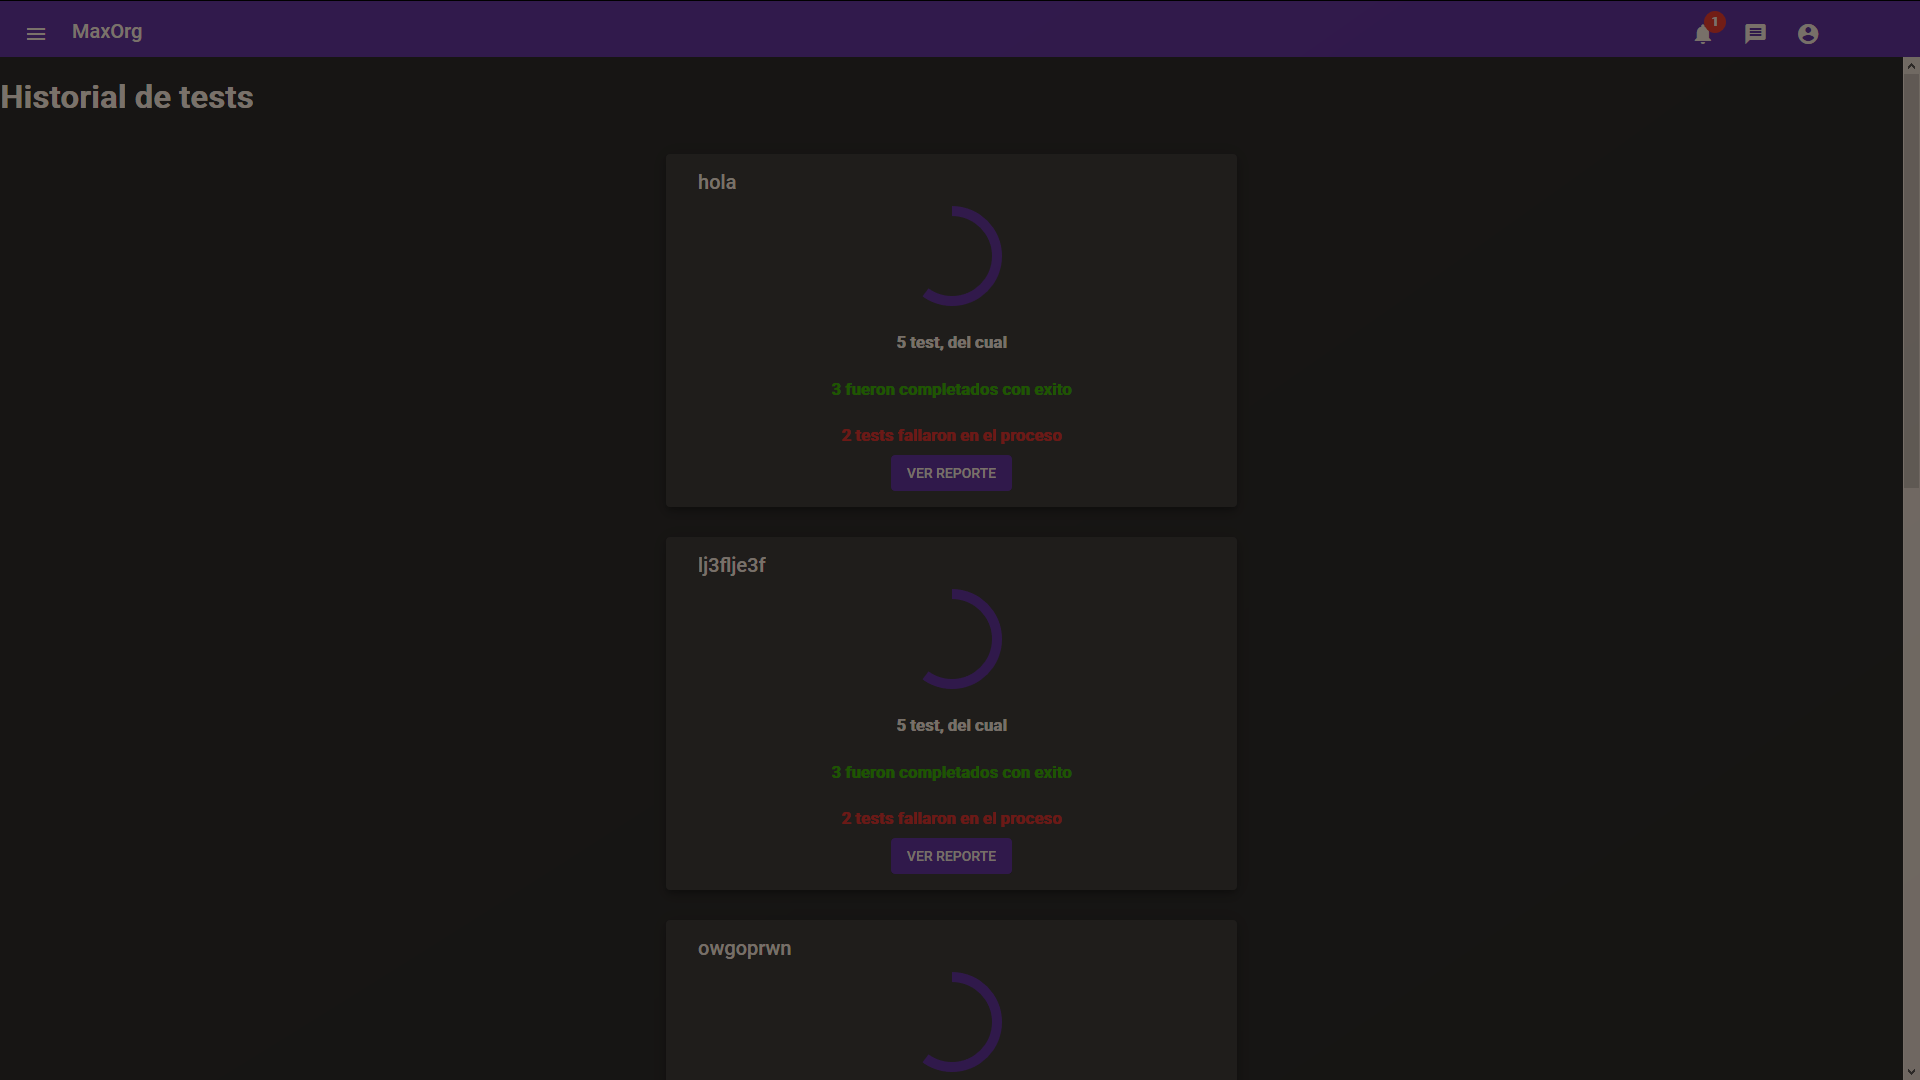 MaxOrg
1
Historial de tests
hola
5 test, del cual
3 fueron completados con exito
2 tests fallaron en el proceso
VER REPORTE
lj3flje3f
5 test, del cual
3 fueron completados con exito
2 tests fallaron en el proceso
VER REPORTE
owgoprwn